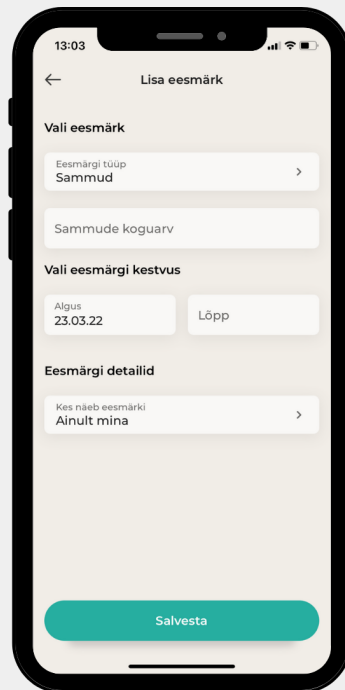 13:03
Lisa eesmärk
Vali eesmärk
Eesmärgi tüüp
Sammud
Sammude koguarv
Vali eesmärgi kestvus
Algus
23.03.22
Lõpp
Eesmärgi detailid
Kes näeb eesmärki
Ainult mina
Salvesta